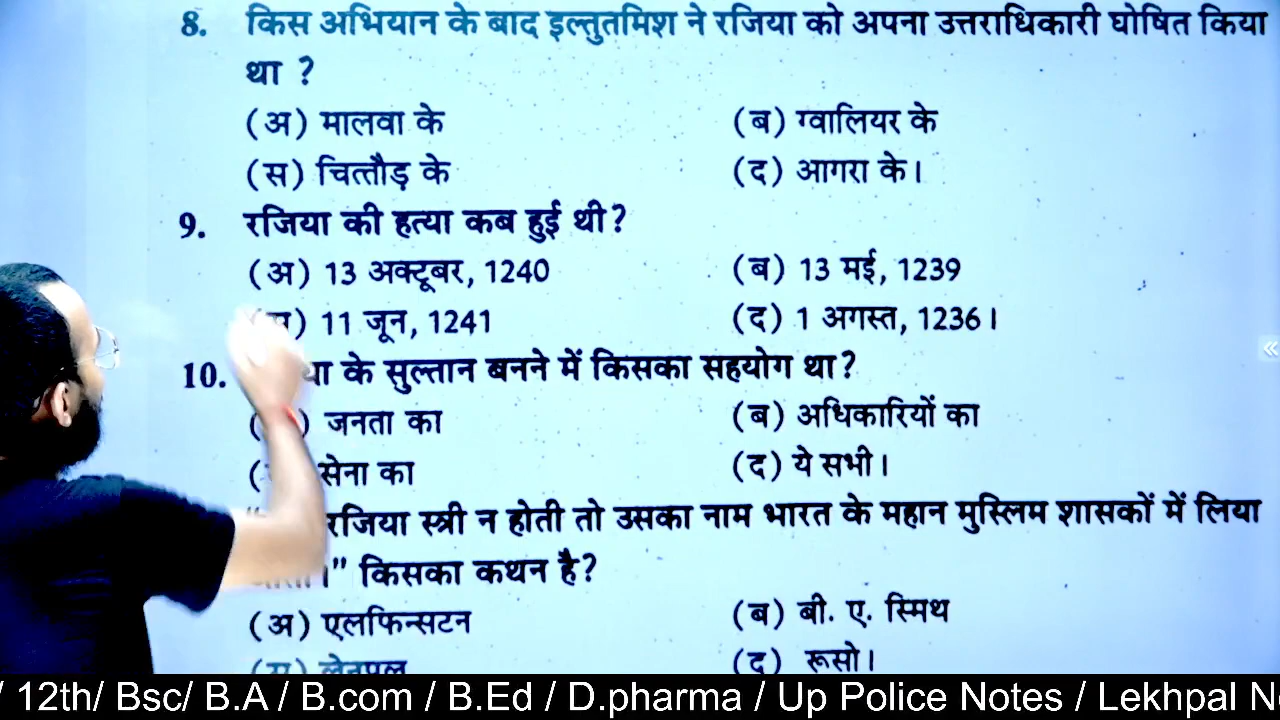 8. किस अभियान के बाद इल्तुतमिश ने रजिया को अपना उत्तराधिकारी घोषित किया
था ?
(अ) मालवा के (ब) ग्वालियर के
(स) चित्तौड़ के (द) आगरा के।
9. रजिया की हत्या कब हुई थी?
(अ) 13 अक्टूबर, 1240 (ब) 13 मई, 1239
11 जून, 1241 (द) 1 अगस्त, 1236।
10. के सुल्तान बनने में किसका सहयोग था?
जनता का (ब) अधिकारियों का
सेना का (द) ये सभी।
रजिया स्त्री न होती तो उसका नाम भारत के महान मुस्लिम शासकों में लिया
किसका कथन है?
(अ) एलफिन्सटन (ब) बी. ए. स्मिथ
(द) रूसो।
/ 12th/ Bsc/ B.A / B.com / B.Ed / D.pharma / Up Police Notes / Lekhpal